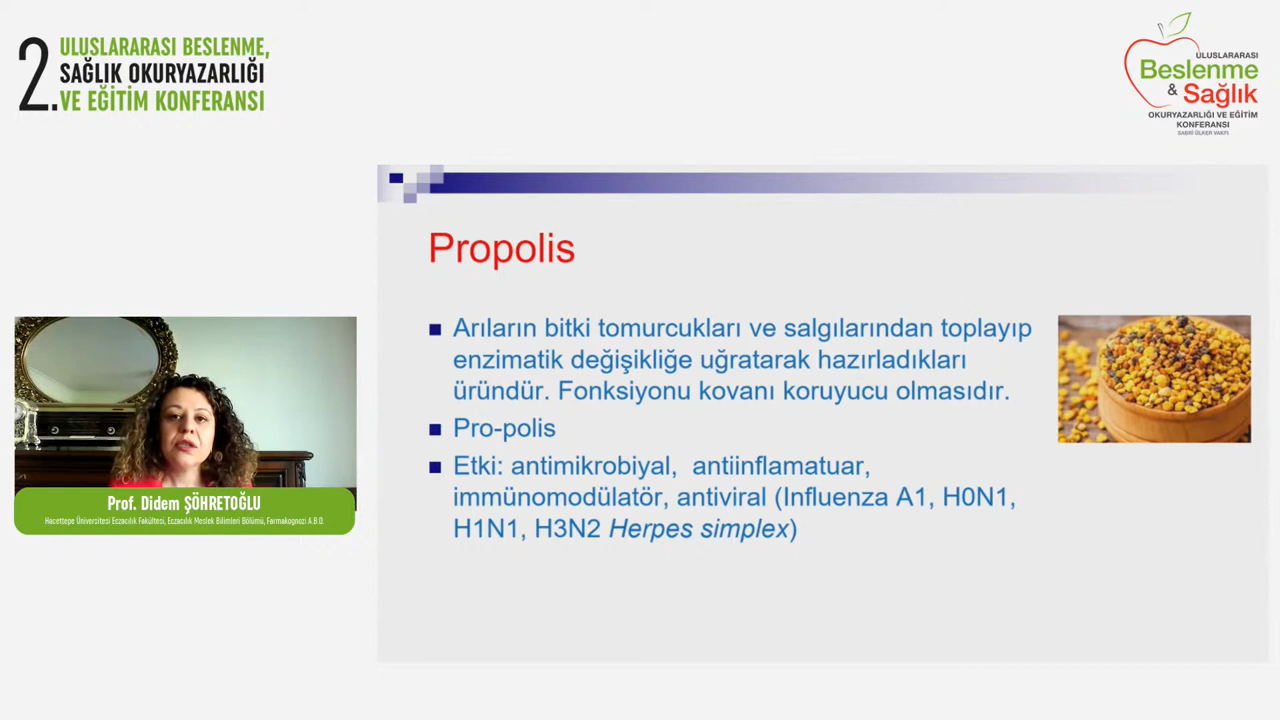 2.
ULUSLARARASI BESLENME,
SAĞLIK OKURYAZARLIĞI
VE EĞİTİM KONFERANSI
ULUSLARARASI
Beslenme
& Sağlık
OKURYAZARLIĞI VE EĞİTİM
KONFERANSI
SABRİ ÜLKER VAKFI
Propolis
Arıların bitki tomurcukları ve salgılarından toplayıp
enzimatik değişikliğe uğratarak hazırladıkları
üründür. Fonksiyonu kovanı koruyucu olmasıdır.
Pro-polis
Etki: antimikrobiyal, antiinflamatuar,
immünomodülatör, antiviral (Influenza A1, H0N1,
H1N1, H3N2 Herpes simplex)
Prof. Didem ŞÖHRETOĞLU
Hacettepe Üniversitesi Eczacılık Fakültesi, Eczacılık Meslek Bilimleri Bölümü, Farmakognozi A.B.D.